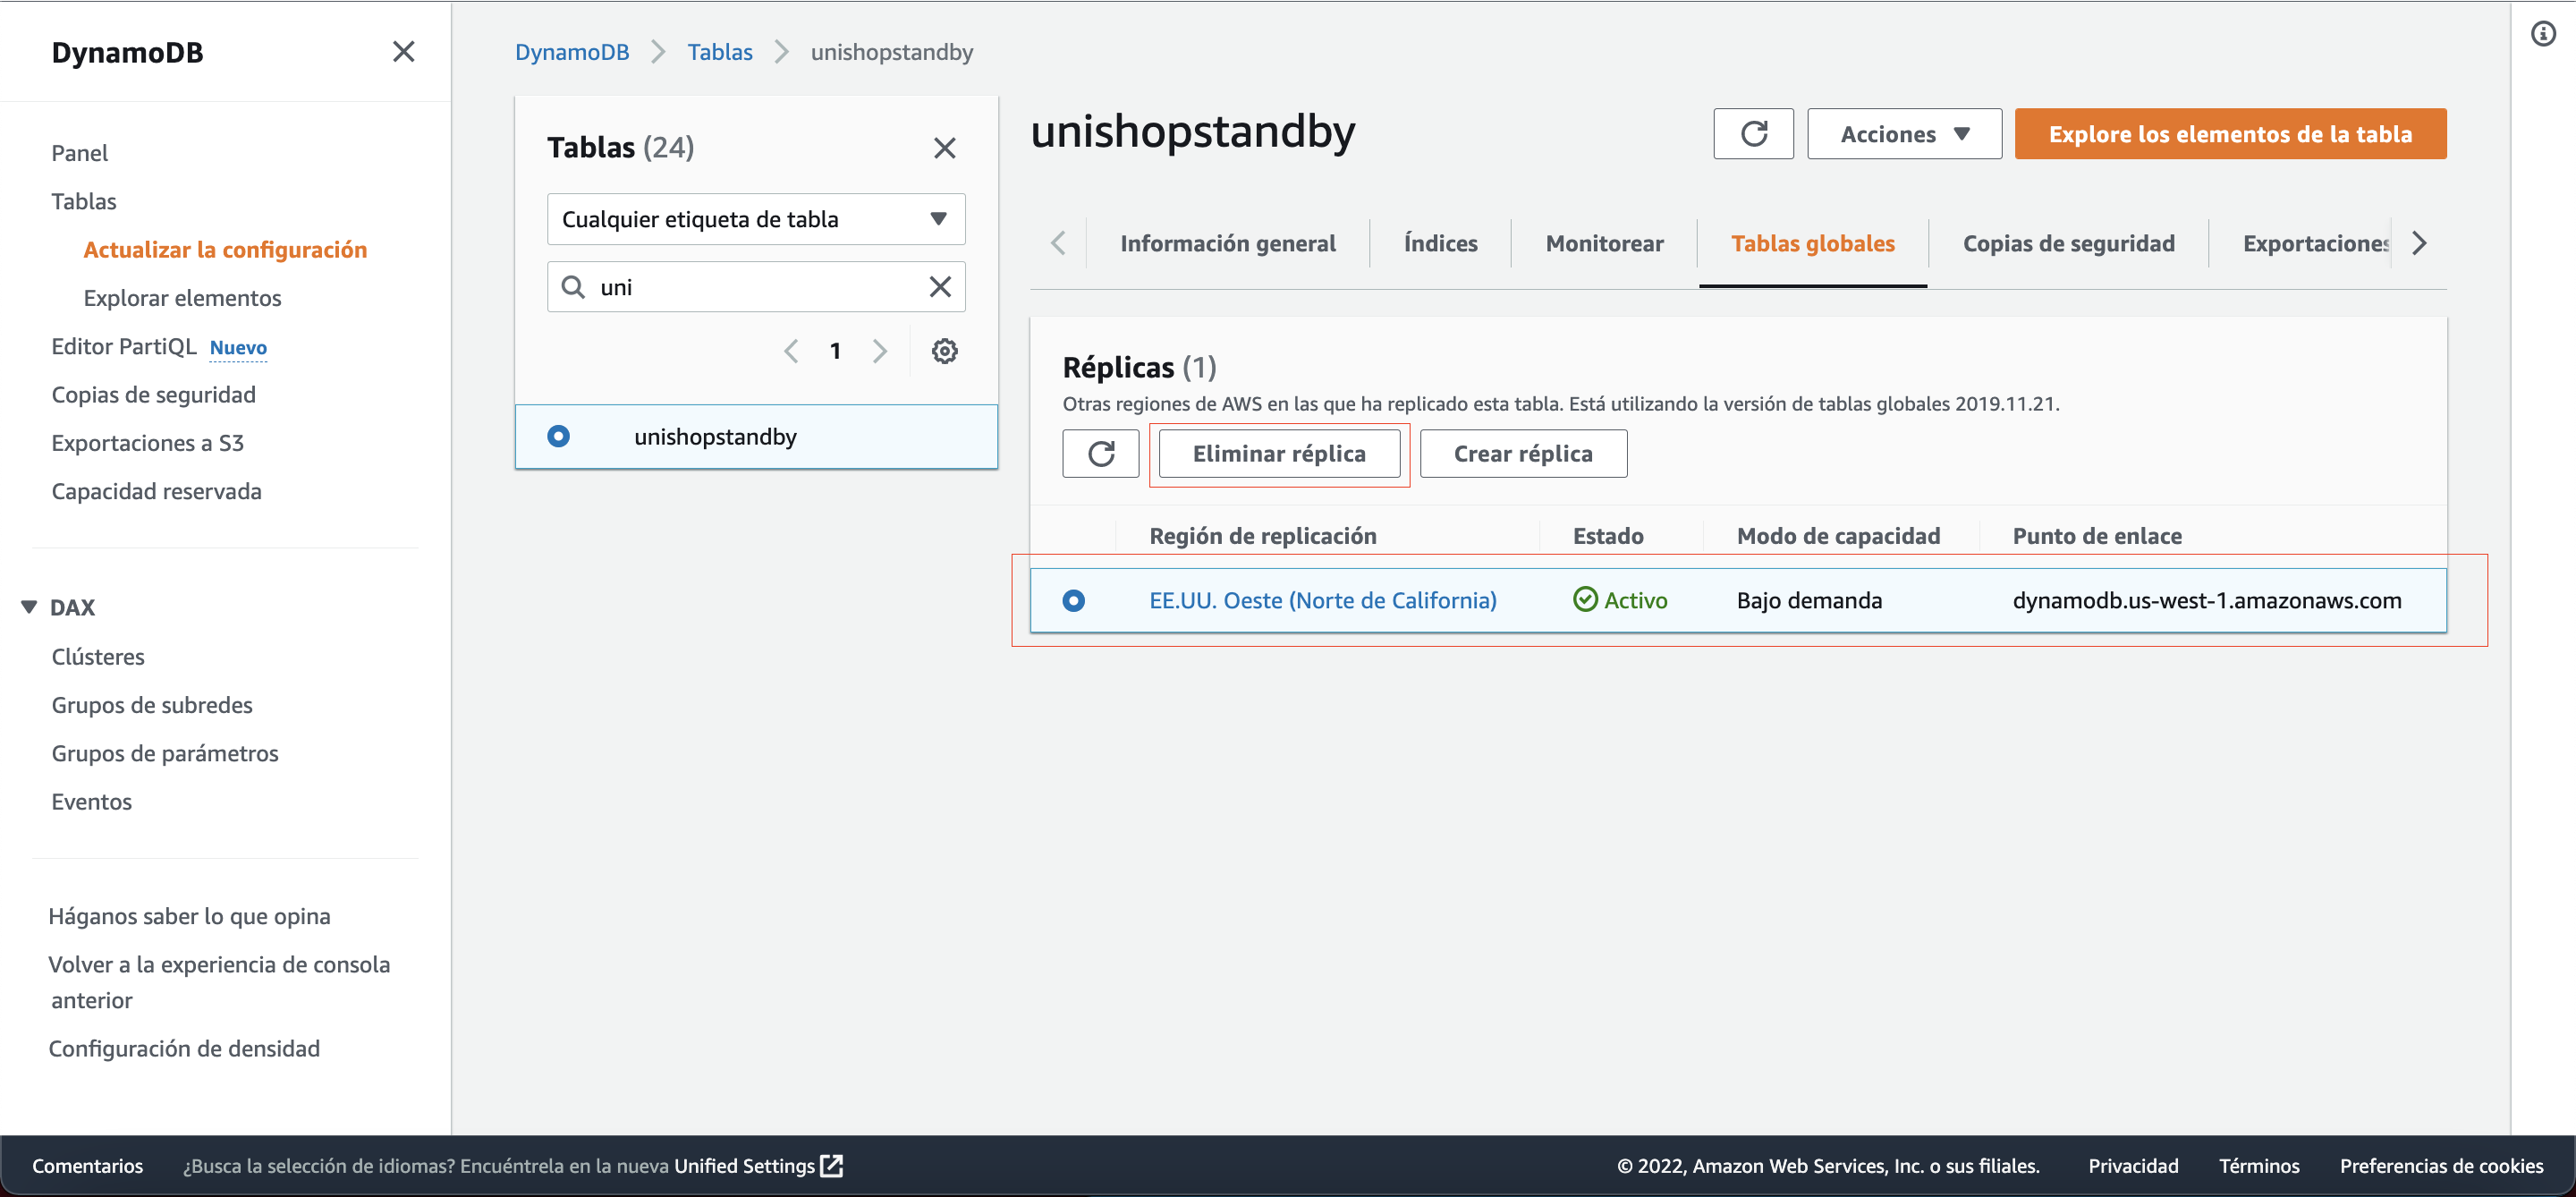 DynamoDB
Panel
Tablas
Actualizar la configuración
Explorar elementos
Editor PartiQL Nuevo
Copias de seguridad
Exportaciones a S3
Capacidad reservada
DAX
Clústeres
Grupos de subredes
Grupos de parámetros
Eventos
Háganos saber lo que opina
Volver a la experiencia de consola
anterior
Configuración de densidad
DynamoDB Tablas unishopstandby
Tablas (24)
Cualquier etiqueta de tabla
uni
1
unishopstandby
unishopstandby
Acciones
Explore los elementos de la tabla
Información general Índices Monitorear Tablas globales Copias de seguridad Exportaciones
Réplicas (1)
Otras regiones de AWS en las que ha replicado esta tabla. Está utilizando la versión de tablas globales 2019.11.21.
Eliminar réplica Crear réplica
Región de replicación Estado Modo de capacidad Punto de enlace
EE.UU. Oeste (Norte de California) Activo Bajo demanda dynamodb.us-west-1.amazonaws.com
Comentarios ¿Busca la selección de idiomas? Encuéntrela en la nueva Unified Settings © 2022, Amazon Web Services, Inc. o sus filiales. Privacidad Términos Preferencias de cookies